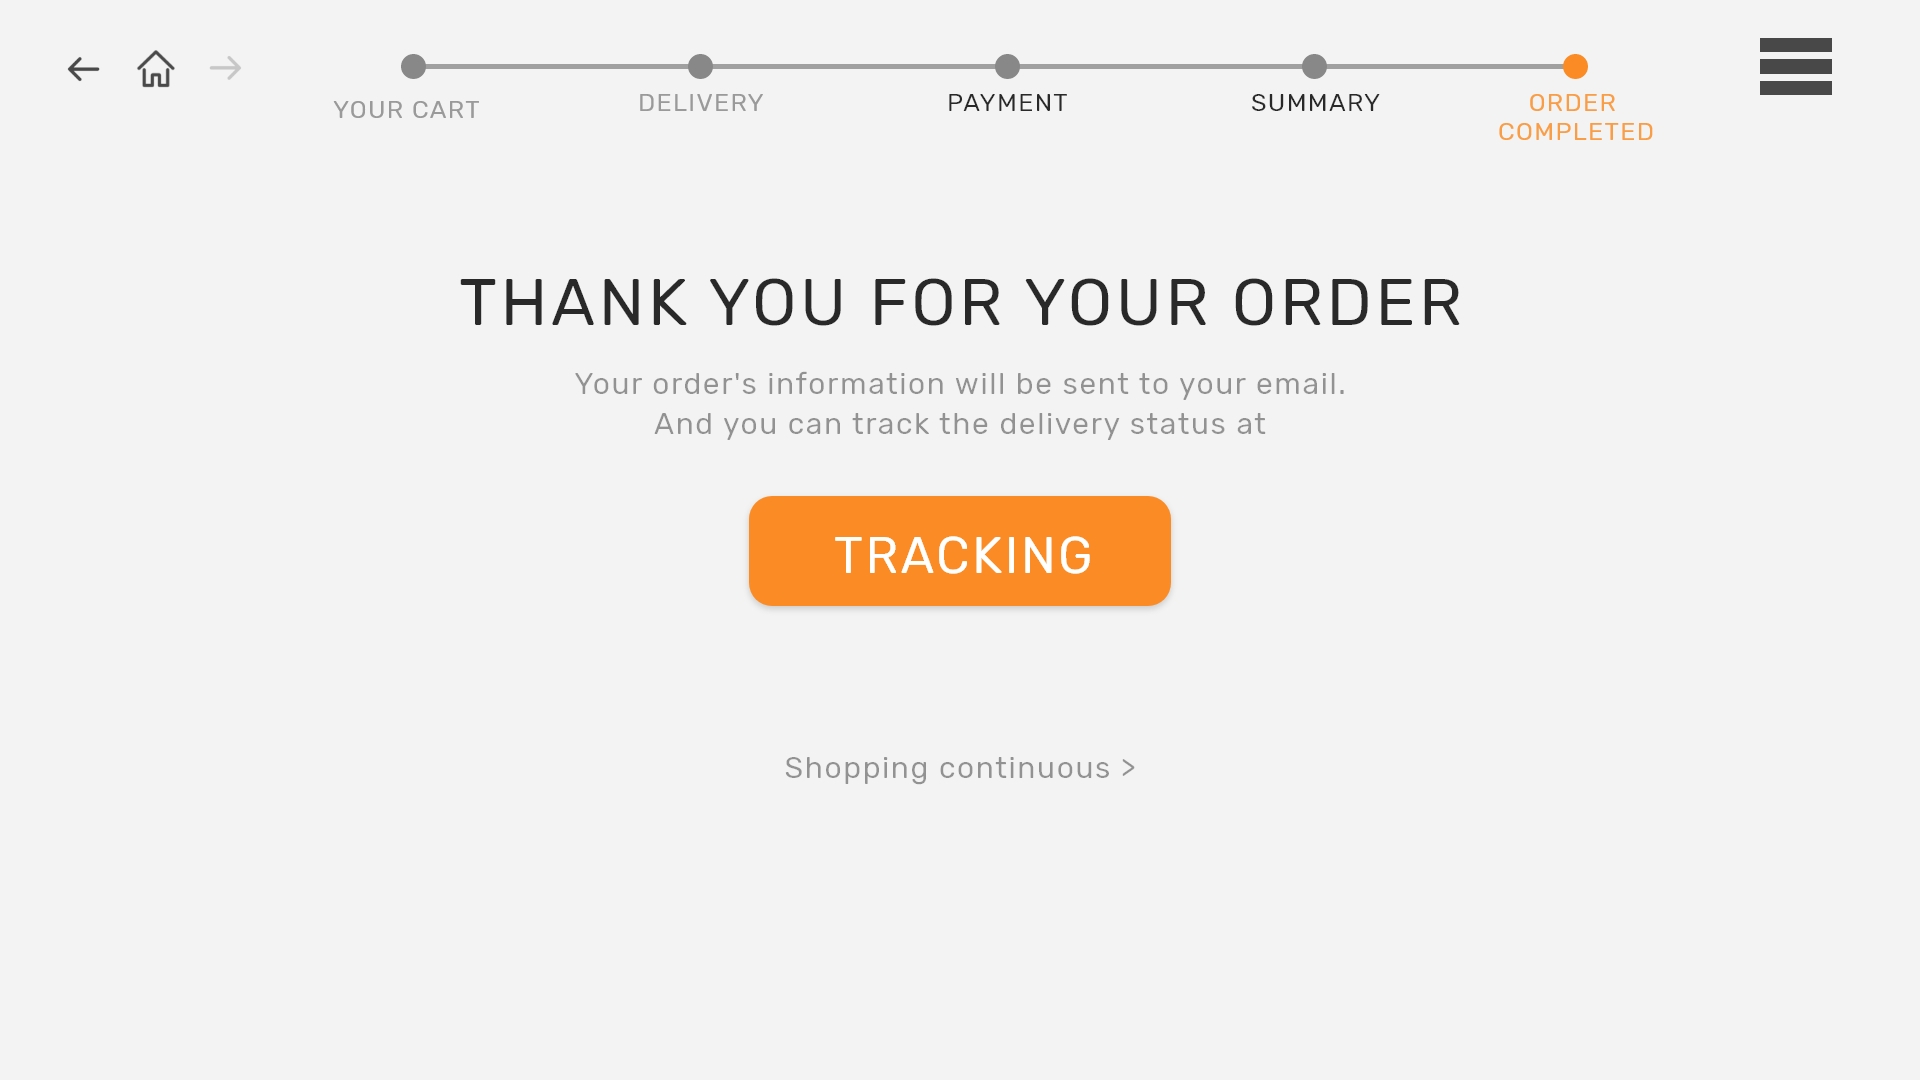 YOUR CART
DELIVERY
PAYMENT
SUMMARY
ORDER
COMPLETED
THANK YOU FOR YOUR ORDER
Your order's information will be sent to your email.
And you can track the delivery status at
TRACKING
Shopping continuous >